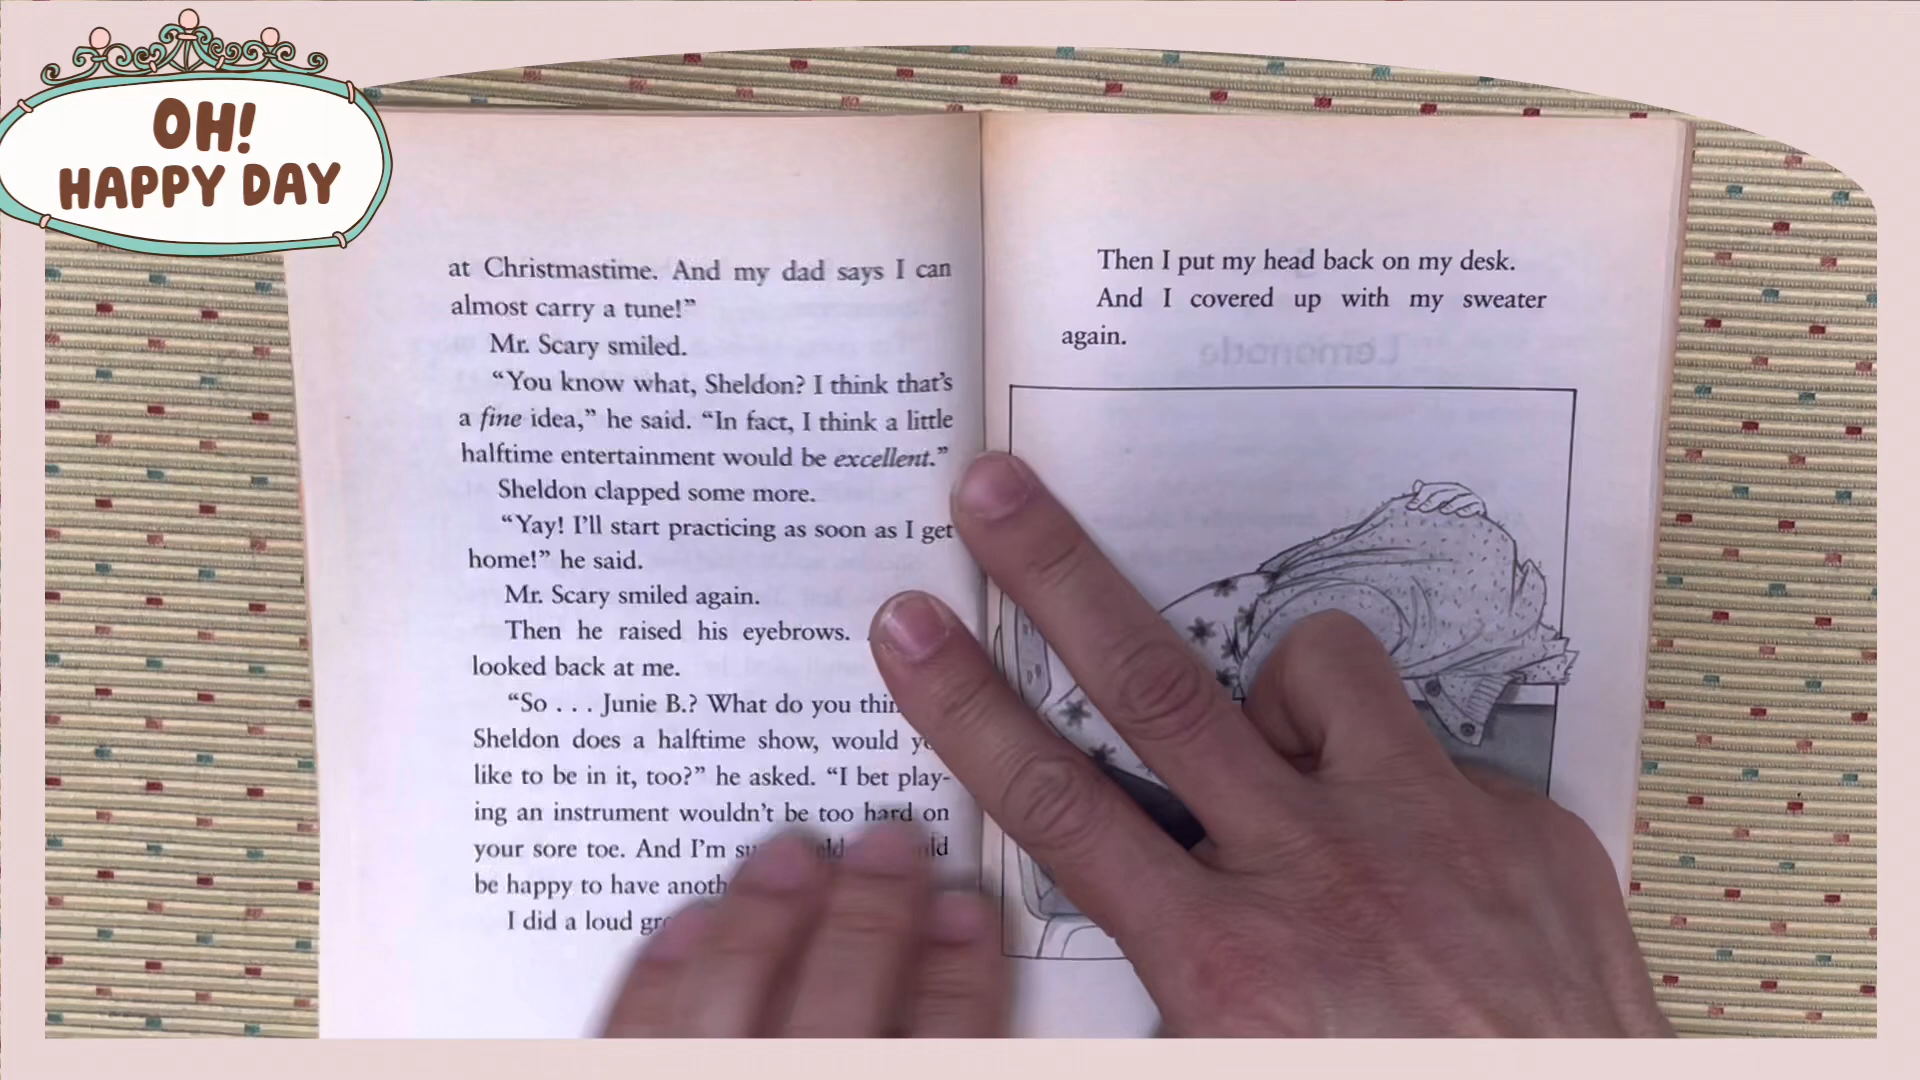 OH!
HAPPY DAY
at Christmastime. And my dad says I can
almost carry a tune!”
Mr. Scary smiled.
“You know what, Sheldon? I think that’s
a fine idea,” he said. “In fact, I think a little
halftime entertainment would be excellent.”
Sheldon clapped some more.
“Yay! I’ll start practicing as soon as I get
home!” he said.
Mr. Scary smiled again.
Then he raised his eyebrows.
looked back at me.
“So . . . Junie B.? What do you
Sheldon does a halftime show, would
like to be in it, too?” he asked. “I bet play-
ing an instrument wouldn’t be too hard on
your sore toe. And I’m
be happy to have
I did a loud
Then I put my head back on my desk.
And I covered up with my sweater
again.
Lemonade